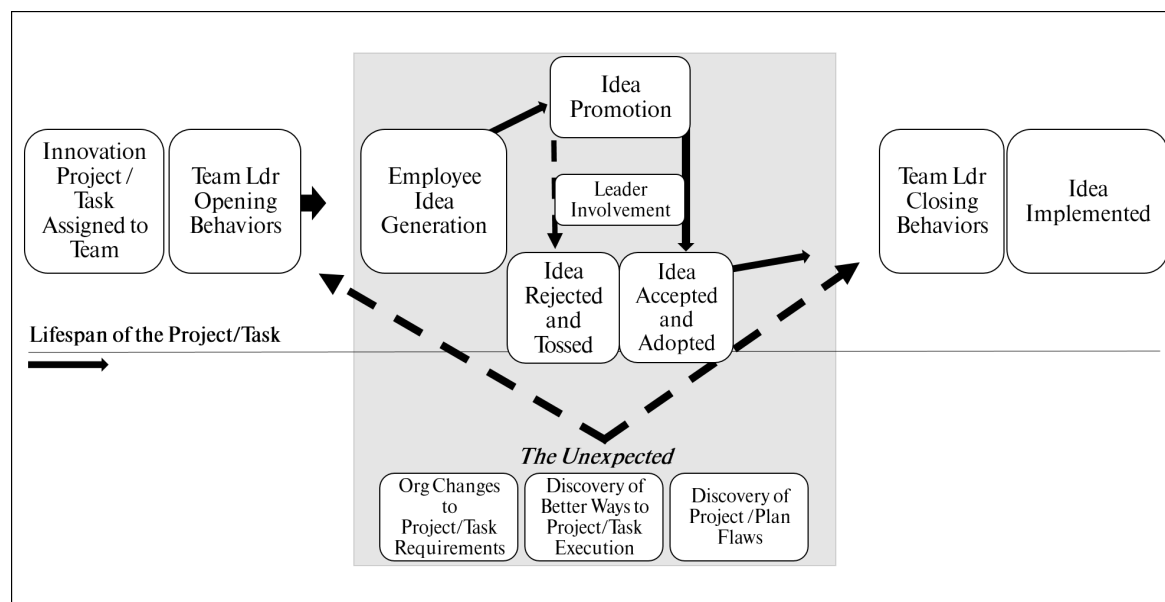 Innovation
Project /
Task
Assigned to
Team
Team Ldr
Opening
Behaviors
Employee
Idea
Generation
Idea
Promotion
Leader
Involvement
Idea
Rejected
and
Tossed
Idea
Accepted
and
Adopted
Team Ldr
Closing
Behaviors
Idea
Implemented
Lifespan of the Project/Task
The Unexpected
Org Changes
to
Project/Task
Requirements
Discovery of
Better Ways to
Project/Task
Execution
Discovery of
Project /Plan
Flaws